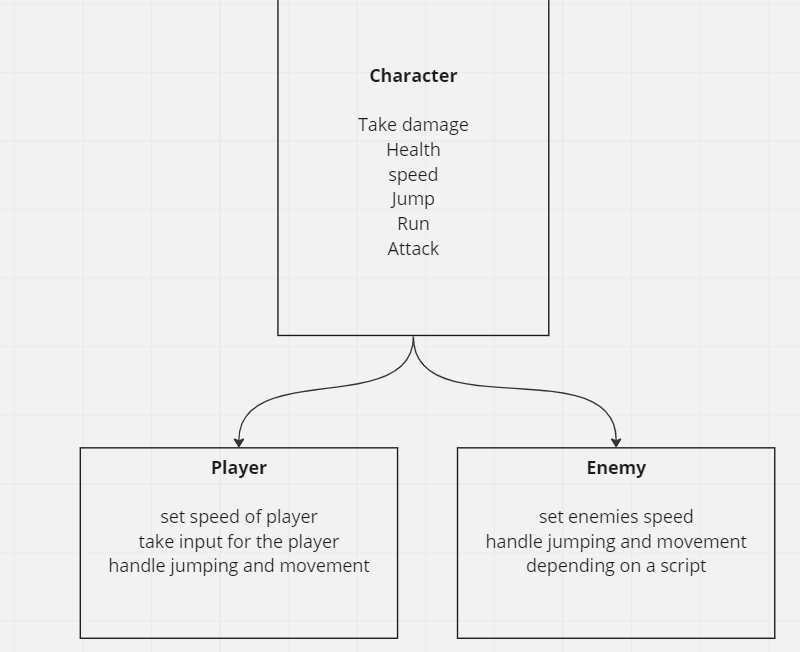 Character
Take damage
Health
speed
Jump
Run
Attack
Player
set speed of player
take input for the player
handle jumping and movement
Enemy
set enemies speed
handle jumping and movement
depending on a script